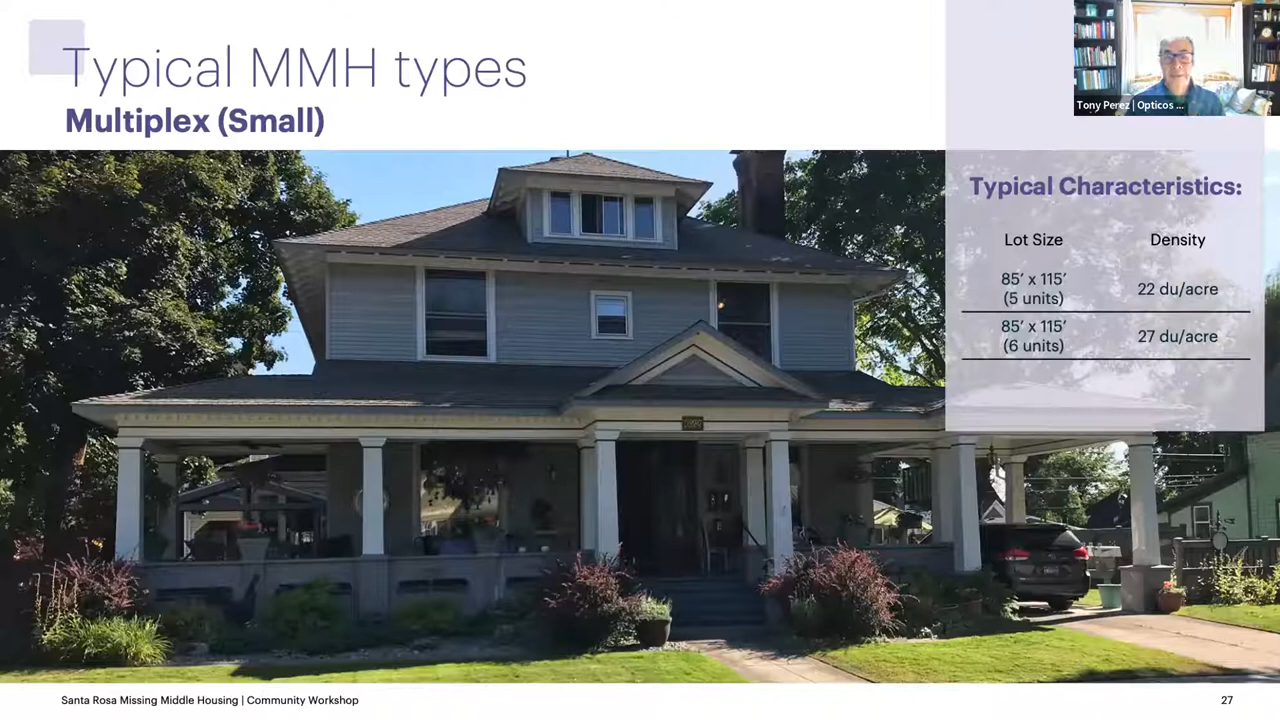 Typical MMH types
Multiplex (Small)
Tony Perez | Opticos ...
Typical Characteristics:
Lot Size Density
85’ x 115’
(5 units) 22 du/acre
85’ x 115’
(6 units) 27 du/acre
Santa Rosa Missing Middle Housing | Community Workshop 27